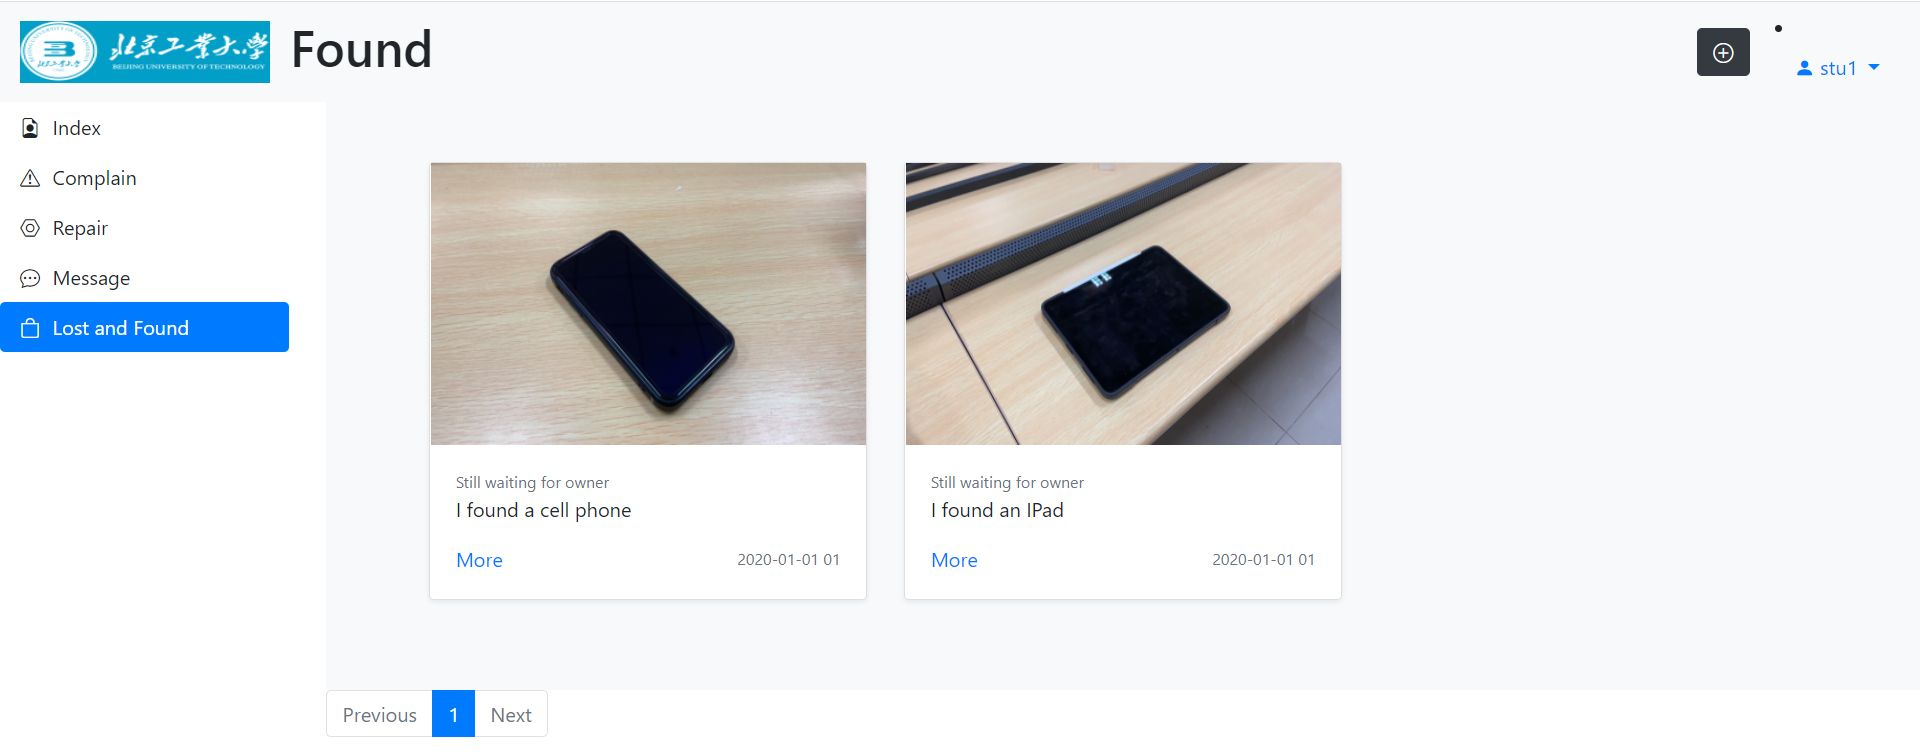 北京工业大学
BEIJING UNIVERSITY OF TECHNOLOGY
Found
stu1
Index
Complain
Repair
Message
Lost and Found
Still waiting for owner
I found a cell phone
More
2020-01-01 01
Still waiting for owner
I found an IPad
More
2020-01-01 01
Previous
1
Next